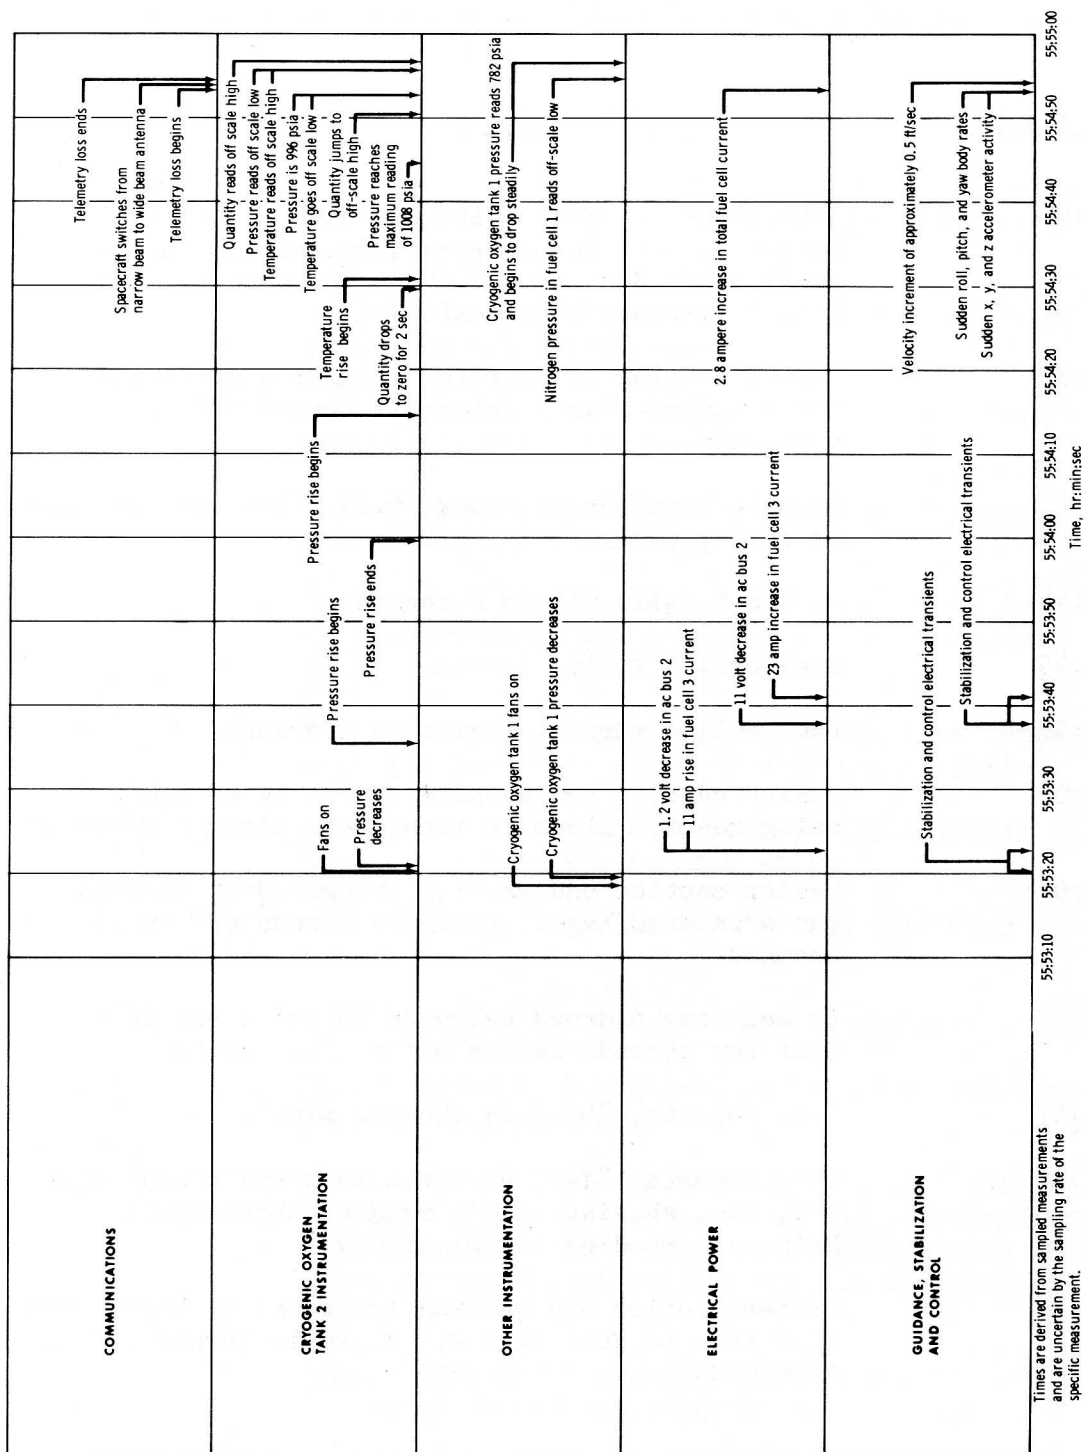 COMMUNICATIONS
Telemetry loss ends
Spacecraft switches from
narrow beam to wide beam antenna
Telemetry loss begins
CRYOGENIC OXYGEN
TANK 2 INSTRUMENTATION
Fans on
Pressure
decreases
Pressure rise begins
Pressure rise ends
Pressure rise begins
Temperature
rise begins
Quantity drops
to zero for 2 sec
Quantity reads off scale high
Pressure reads off scale low
Temperature reads off scale high
Pressure is 996 psia
Temperature goes off scale low
Quantity jumps to
off-scale high
Pressure reaches
maximum reading
of 1008 psia
OTHER INSTRUMENTATION
Cryogenic oxygen tank 1 fans on
Cryogenic oxygen tank 1 pressure decreases
Cryogenic oxygen tank 1 pressure reads 782 psia
and begins to drop steadily
Nitrogen pressure in fuel cell 1 reads off-scale low
ELECTRICAL POWER
1.2 volt decrease in ac bus 2
11 amp rise in fuel cell 3 current
11 volt decrease in ac bus 2
23 amp increase in fuel cell 3 current
2.8 ampere increase in total fuel cell current
GUIDANCE, STABILIZATION
AND CONTROL
Stabilization and control electrical transients
Stabilization and control electrical transients
Velocity increment of approximately 0.5 ft/sec
Sudden roll, pitch, and yaw body rates
Sudden x, y, and z accelerometer activity
55:53:10 55:53:20 55:53:30 55:53:40 55:53:50 55:54:00 55:54:10 55:54:20 55:54:30 55:54:40 55:54:50 55:55:00
Time, hr:min:sec
Times are derived from sampled measurements
and are uncertain by the sampling rate of the
specific measurement.